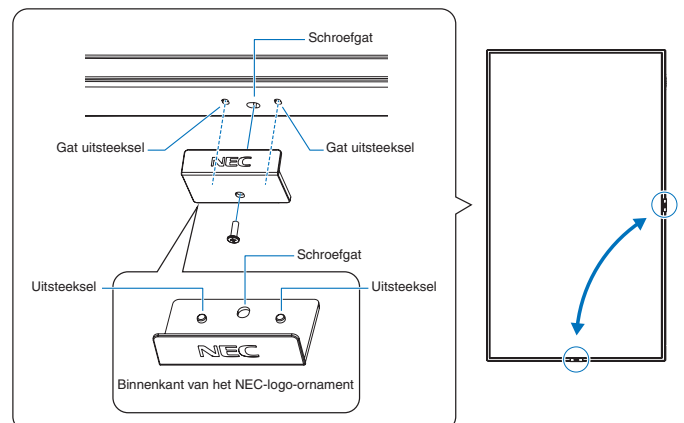 Schroefgat
Gat uitsteeksel
Gat uitsteeksel
NEC
Schroefgat
Uitsteeksel
Uitsteeksel
NEC
Binnenkant van het NEC-logo-ornament